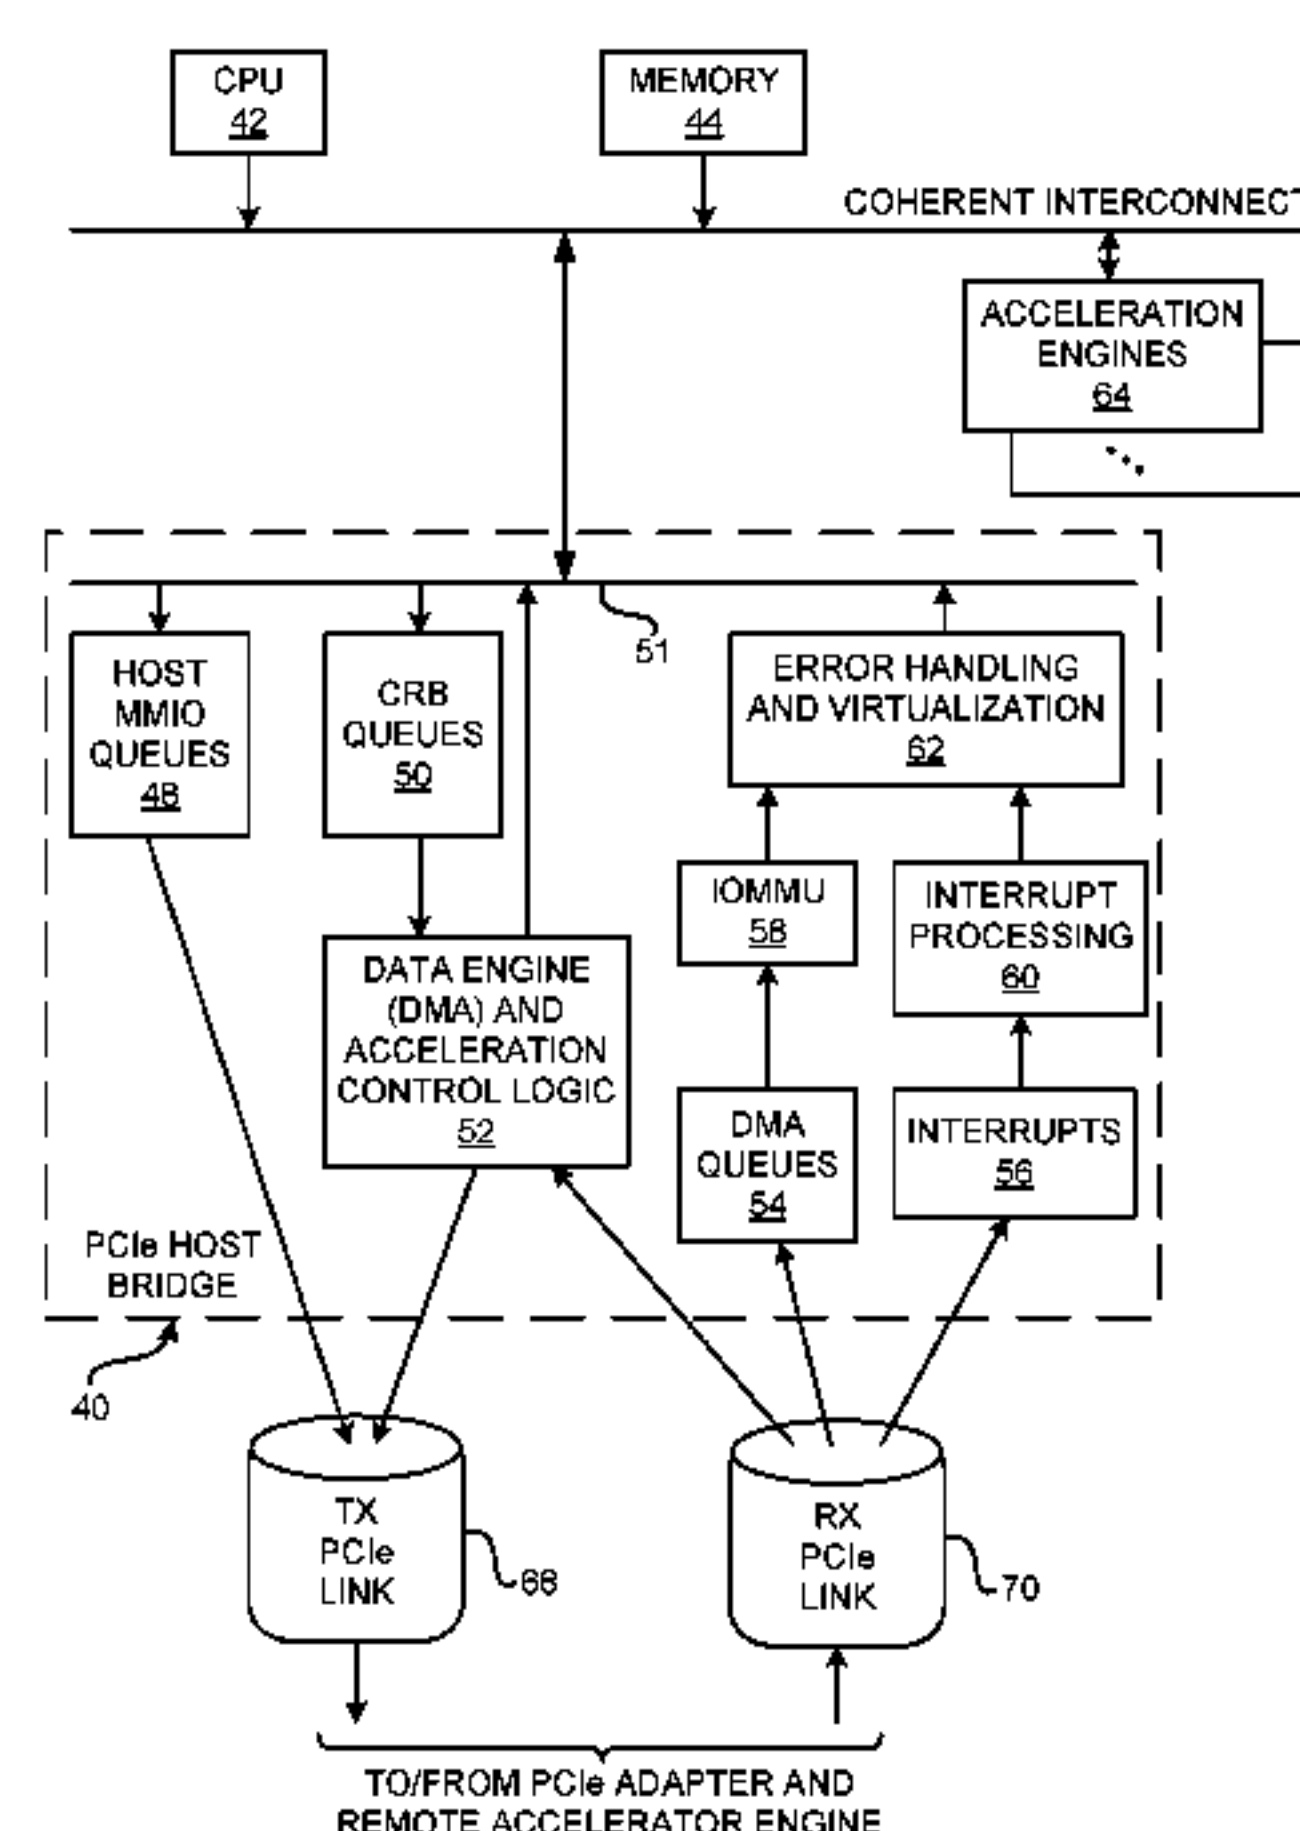 CPU
42
MEMORY
44
COHERENT INTERCONNECT
ACCELERATION
ENGINES
64
51
HOST
MMIO
QUEUES
48
CRB
QUEUES
50
ERROR HANDLING
AND VIRTUALIZATION
62
IOMMU
58
INTERRUPT
PROCESSING
60
DATA ENGINE
(DMA) AND
ACCELERATION
CONTROL LOGIC
52
DMA
QUEUES
54
INTERRUPTS
56
PCIe HOST
BRIDGE
40
TX
PCIe
LINK
68
RX
PCIe
LINK
70
TO/FROM PCIe ADAPTER AND
REMOTE ACCELERATOR ENGINE